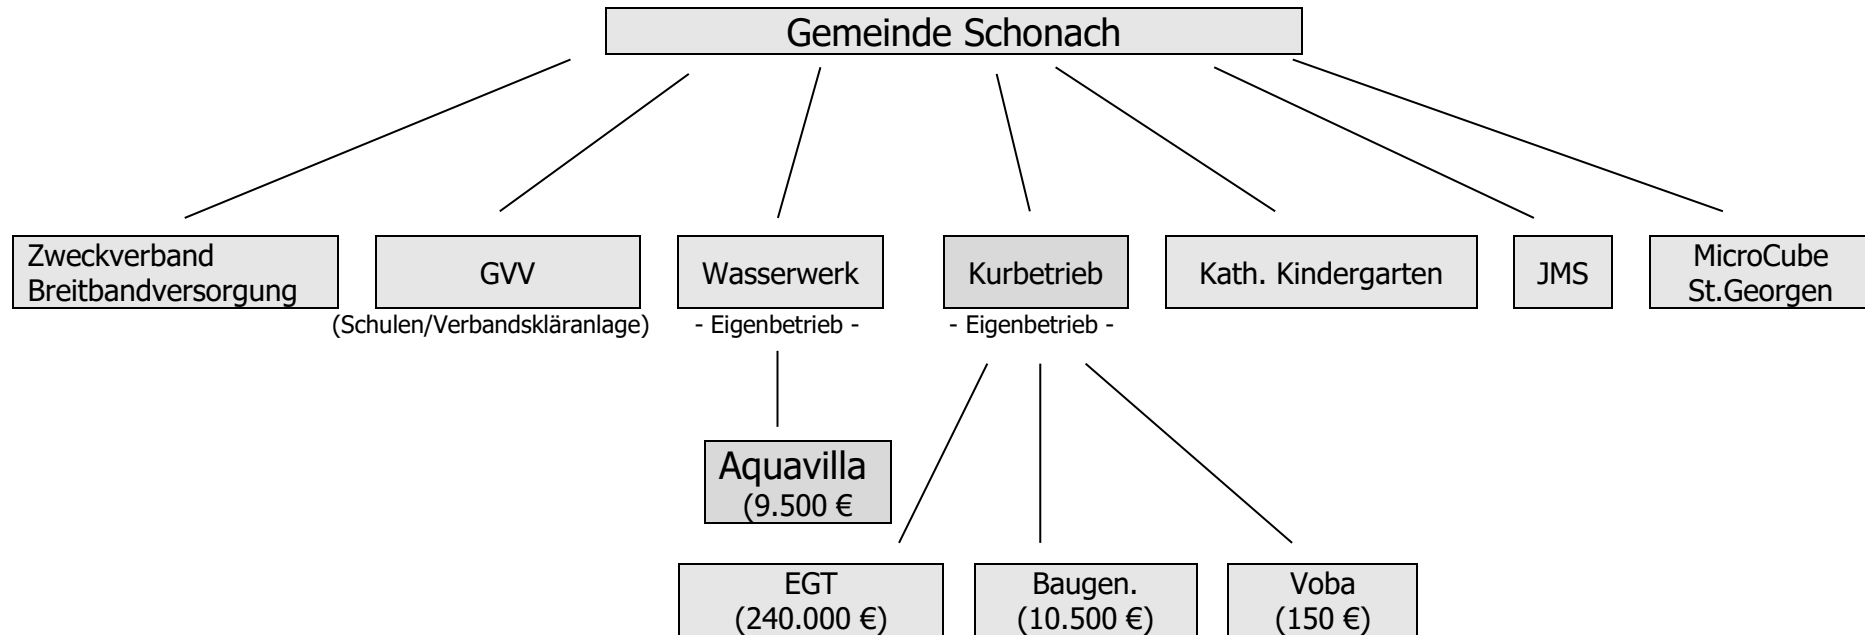 Gemeinde Schonach
Zweckverband
Breitbandversorgung
GVV
(Schulen/Verbandskläranlage)
Wasserwerk
- Eigenbetrieb -
Kurbetrieb
- Eigenbetrieb -
Kath. Kindergarten
JMS
MicroCube
St.Georgen
Aquavilla
(9.500 €
EGT
(240.000 €)
Baugen.
(10.500 €)
Voba
(150 €)